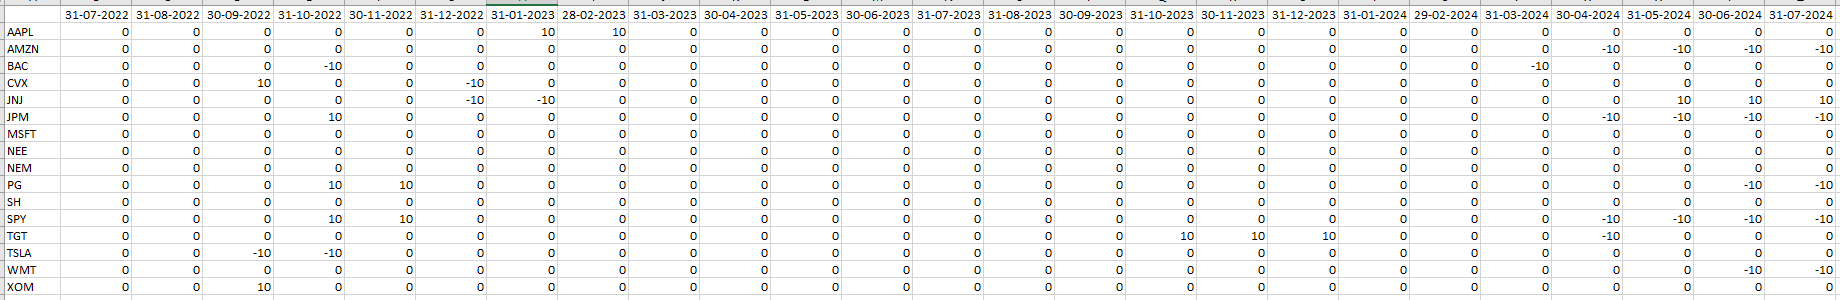 31-07-2022 31-08-2022 30-09-2022 31-10-2022 30-11-2022 31-12-2022 31-01-2023 28-02-2023 31-03-2023 30-04-2023 31-05-2023 30-06-2023 31-07-2023 31-08-2023 30-09-2023 31-10-2023 30-11-2023 31-12-2023 31-01-2024 29-02-2024 31-03-2024 30-04-2024 31-05-2024 30-06-2024 31-07-2024
AAPL 0 0 0 0 0 0 10 10 0 0 0 0 0 0 0 0 0 0 0 0 0 0 0 0 0
AMZN 0 0 0 0 0 0 0 0 0 0 0 0 0 0 0 0 0 0 0 0 0 -10 -10 -10 -10
BAC 0 0 0 -10 0 0 0 0 0 0 0 0 0 0 0 0 0 0 0 0 -10 0 0 0 0
CVX 0 0 10 0 0 -10 0 0 0 0 0 0 0 0 0 0 0 0 0 0 0 0 0 0 0
JNJ 0 0 0 0 0 -10 -10 0 0 0 0 0 0 0 0 0 0 0 0 0 0 0 10 10 10
JPM 0 0 0 10 0 0 0 0 0 0 0 0 0 0 0 0 0 0 0 0 0 -10 -10 -10 -10
MSFT 0 0 0 0 0 0 0 0 0 0 0 0 0 0 0 0 0 0 0 0 0 0 0 0 0
NEE 0 0 0 0 0 0 0 0 0 0 0 0 0 0 0 0 0 0 0 0 0 0 0 0 0
NEM 0 0 0 0 0 0 0 0 0 0 0 0 0 0 0 0 0 0 0 0 0 0 0 0 0
PG 0 0 0 10 10 0 0 0 0 0 0 0 0 0 0 0 0 0 0 0 0 0 0 -10 -10
SH 0 0 0 0 0 0 0 0 0 0 0 0 0 0 0 0 0 0 0 0 0 0 0 0 0
SPY 0 0 0 10 10 0 0 0 0 0 0 0 0 0 0 0 0 0 0 0 0 -10 -10 -10 -10
TGT 0 0 0 0 0 0 0 0 0 0 0 0 0 0 0 10 10 10 0 0 0 -10 0 0 0
TSLA 0 0 -10 -10 0 0 0 0 0 0 0 0 0 0 0 0 0 0 0 0 0 0 0 0 0
WMT 0 0 0 0 0 0 0 0 0 0 0 0 0 0 0 0 0 0 0 0 0 0 0 -10 -10
XOM 0 0 10 0 0 0 0 0 0 0 0 0 0 0 0 0 0 0 0 0 0 0 0 0 0